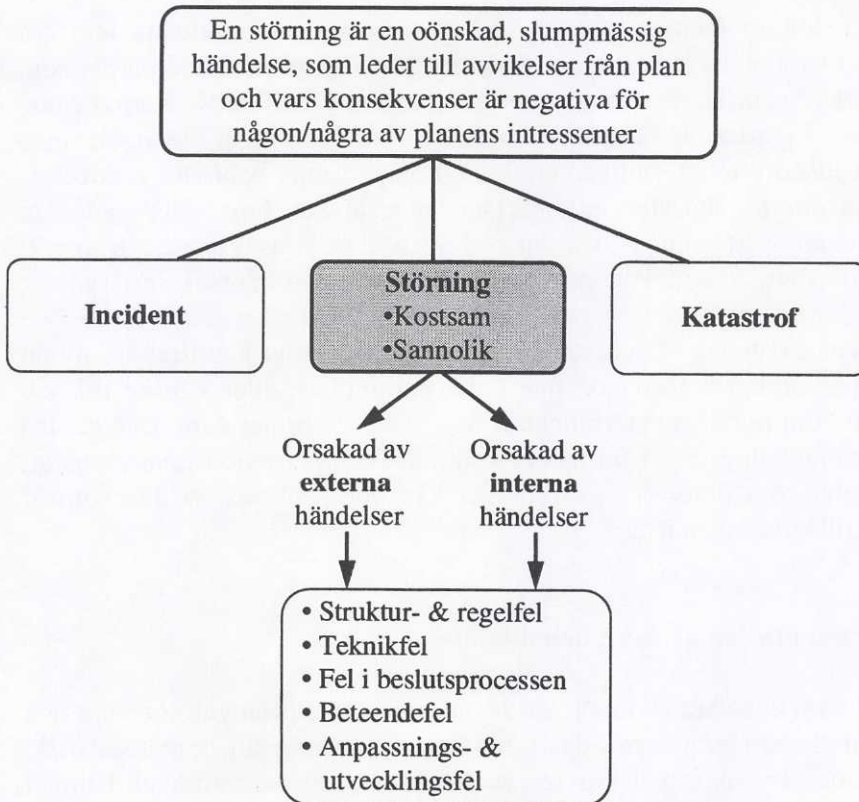 En störning är en oönskad, slumpmässig
händelse, som leder till avvikelser från plan
och vars konsekvenser är negativa för
någon/några av planens intressenter
Incident
Störning
•Kostsam
•Sannolik
Katastrof
Orsakad av
externa
händelser
Orsakad av
interna
händelser
• Struktur- & regelfel
• Teknikfel
• Fel i beslutsprocessen
• Beteendefel
• Anpassnings- &
utvecklingsfel